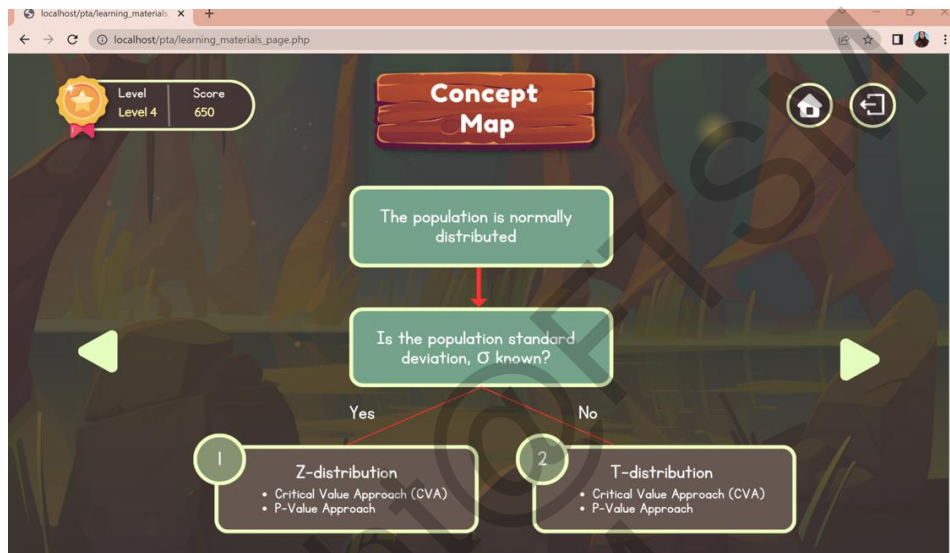 localhost/pta/learning_materials_
localhost/pta/learning_materials_page.php
Level
Score
Level 4
650
Concept
Map
The population is normally
distributed
Is the population standard
deviation, σ known?
Yes
No
1
Z-distribution
• Critical Value Approach (CVA)
• P-Value Approach
2
T-distribution
• Critical Value Approach (CVA)
• P-Value Approach
@FTSM